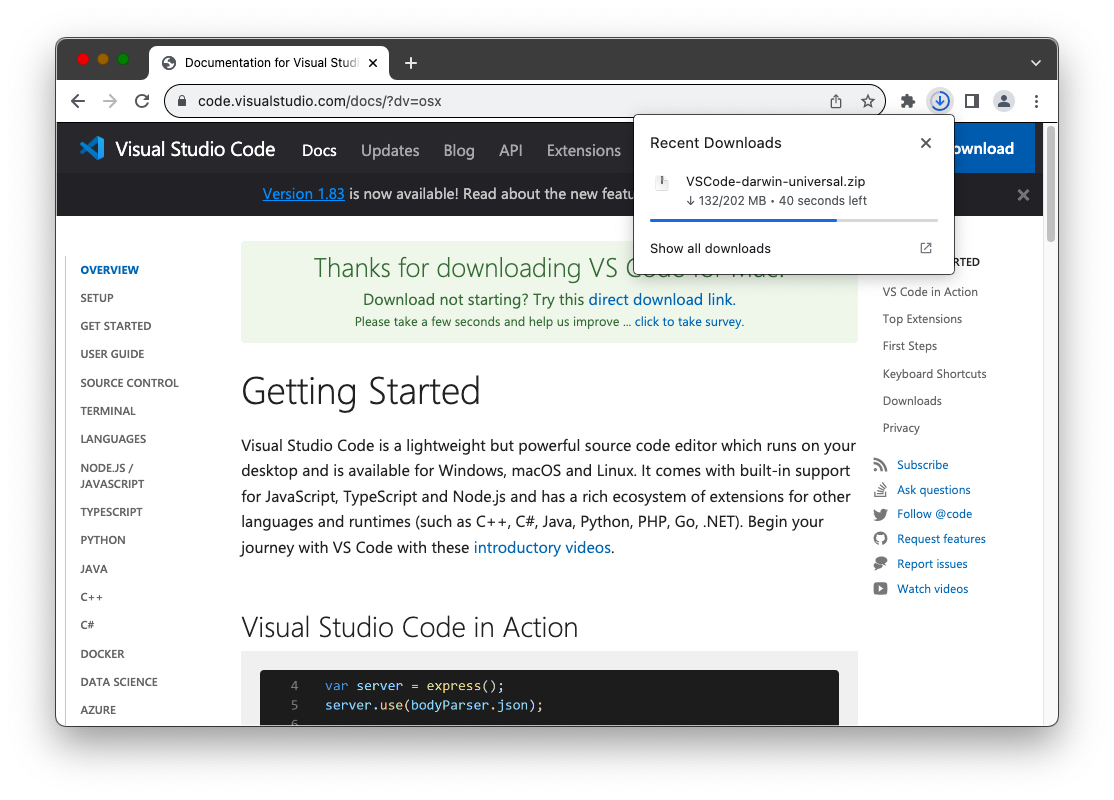 Documentation for Visual Studi
code.visualstudio.com/docs/?dv=osx
Visual Studio Code
Docs
Updates
Blog
API
Extensions
ownload
Version 1.83 is now available! Read about the new featu
Recent Downloads
VSCode-darwin-universal.zip
↓ 132/202 MB • 40 seconds left
Show all downloads
OVERVIEW
SETUP
GET STARTED
USER GUIDE
SOURCE CONTROL
TERMINAL
LANGUAGES
NODE.JS /
JAVASCRIPT
TYPESCRIPT
PYTHON
JAVA
C++
C#
DOCKER
DATA SCIENCE
AZURE
Thanks for downloading VS Code for Mac!
Download not starting? Try this direct download link.
Please take a few seconds and help us improve ... click to take survey.
Getting Started
Visual Studio Code is a lightweight but powerful source code editor which runs on your
desktop and is available for Windows, macOS and Linux. It comes with built-in support
for JavaScript, TypeScript and Node.js and has a rich ecosystem of extensions for other
languages and runtimes (such as C++, C#, Java, Python, PHP, Go, .NET). Begin your
journey with VS Code with these introductory videos.
Visual Studio Code in Action
4 var server = express();
5 server.use(bodyParser.json);
6
RTED
VS Code in Action
Top Extensions
First Steps
Keyboard Shortcuts
Downloads
Privacy
Subscribe
Ask questions
Follow @code
Request features
Report issues
Watch videos